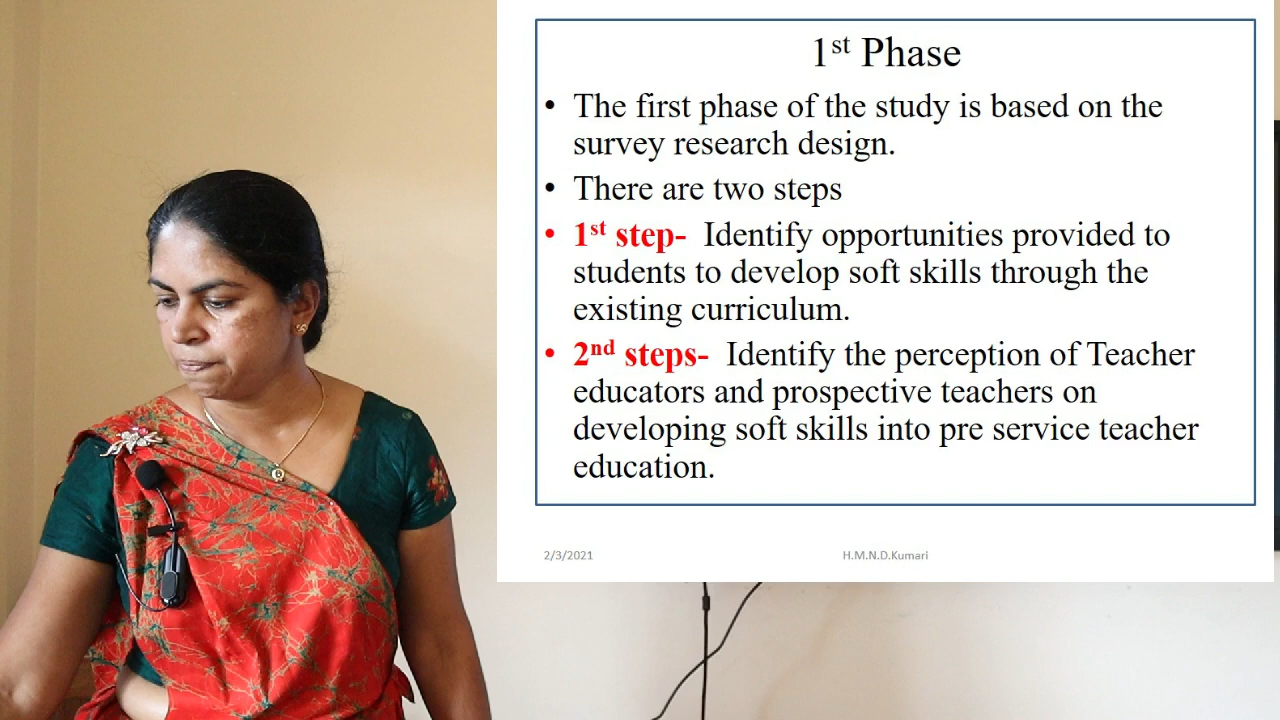 1st Phase
• The first phase of the study is based on the
survey research design.
• There are two steps
• 1st step- Identify opportunities provided to
students to develop soft skills through the
existing curriculum.
• 2nd steps- Identify the perception of Teacher
educators and prospective teachers on
developing soft skills into pre service teacher
education.
2/3/2021 H.M.N.D.Kumari